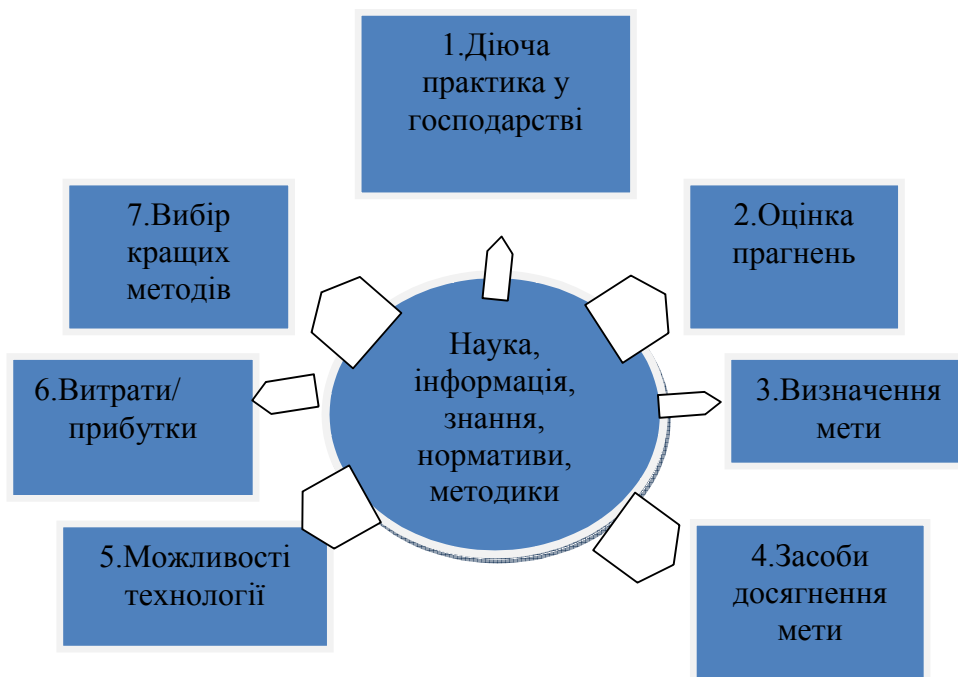 1.Діюча
практика у
господарстві
2.Оцінка
прагнень
3.Визначення
мети
4.Засоби
досягнення
мети
5.Можливості
технології
6.Витрати/
прибутки
7.Вибір
кращих
методів
Наука,
інформація,
знання,
нормативи,
методики